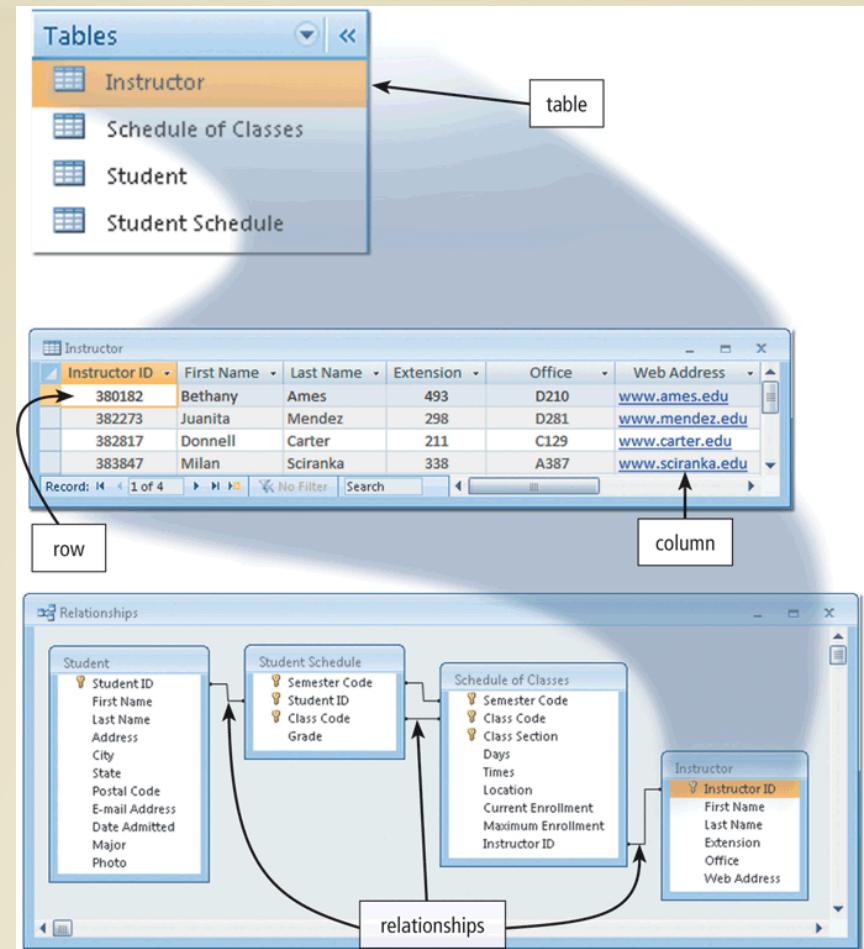 Tables
Instructor
table
Schedule of Classes
Student
Student Schedule
Instructor
Instructor ID First Name Last Name Extension Office Web Address
380182 Bethany Ames 493 D210 www.ames.edu
382273 Juanita Mendez 298 D281 www.mendez.edu
382817 Donnell Carter 211 C129 www.carter.edu
383847 Milan Sciranka 338 A387 www.sciranka.edu
Record: 1 of 4 No Filter Search
row
column
Relationships
Student
Student ID
First Name
Last Name
Address
City
State
Postal Code
E-mail Address
Date Admitted
Major
Photo
Student Schedule
Semester Code
Student ID
Class Code
Grade
Schedule of Classes
Semester Code
Class Code
Class Section
Days
Times
Location
Current Enrollment
Maximum Enrollment
Instructor ID
Instructor
Instructor ID
First Name
Last Name
Extension
Office
Web Address
relationships